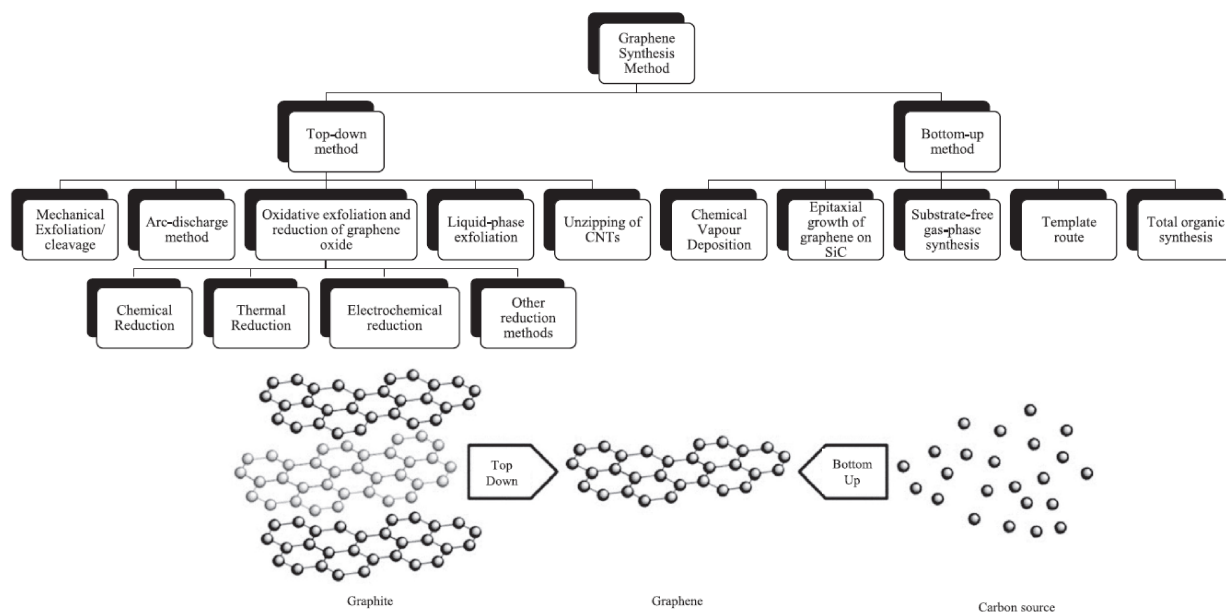 Graphene
Synthesis
Method
Top-down
method
Bottom-up
method
Mechanical
Exfoliation/
cleavage
Arc-discharge
method
Oxidative exfoliation and
reduction of graphene
oxide
Liquid-phase
exfoliation
Unzipping of
CNTs
Chemical
Vapour
Deposition
Epitaxial
growth of
graphene on
SiC
Substrate-free
gas-phase
synthesis
Template
route
Total organic
synthesis
Chemical
Reduction
Thermal
Reduction
Electrochemical
reduction
Other
reduction
methods
Top
Down
Bottom
Up
Graphite
Graphene
Carbon source